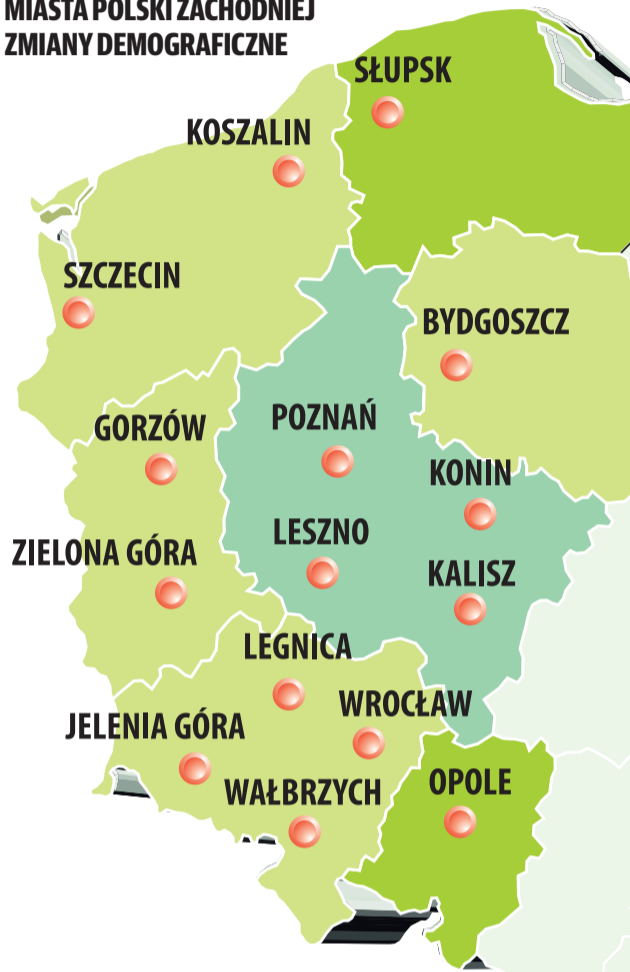 MIASTA POLSKI ZACHODNIEJ
ZMIANY DEMOGRAFICZNE
SŁUPSK
KOSZALIN
SZCZECIN
BYDGOSZCZ
GORZÓW
POZNAŃ
KONIN
LESZNO
ZIELONA GÓRA
KALISZ
LEGNICA
WROCŁAW
JELENIA GÓRA
OPOLE
WAŁBRZYCH